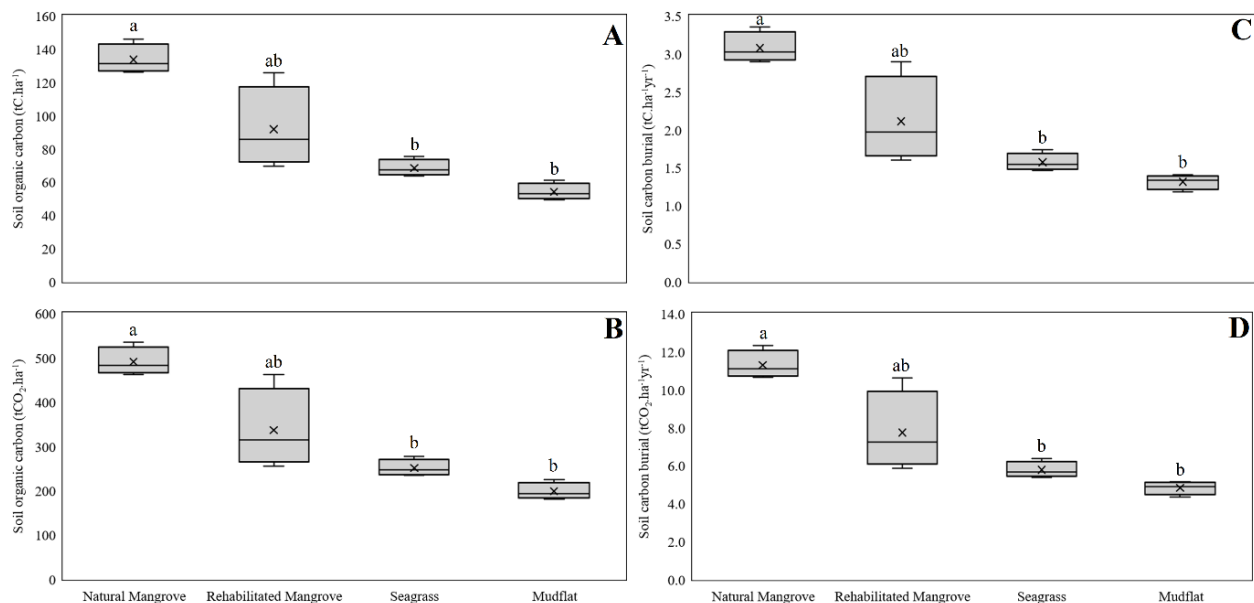 Soil organic carbon (tC.ha⁻¹)
160
140
120
100
80
60
40
20
0
a
ab
b
b
A
Soil carbon burial (tC.ha⁻¹yr⁻¹)
3.5
3.0
2.5
2.0
1.5
1.0
0.5
0.0
a
ab
b
b
C
Soil organic carbon (tCO₂.ha⁻¹)
600
500
400
300
200
100
0
a
ab
b
b
B
Natural Mangrove Rehabilitated Mangrove Seagrass Mudflat
Soil carbon burial (tCO₂.ha⁻¹yr⁻¹)
14.0
12.0
10.0
8.0
6.0
4.0
2.0
0.0
a
ab
b
b
D
Natural Mangrove Rehabilitated Mangrove Seagrass Mudflat